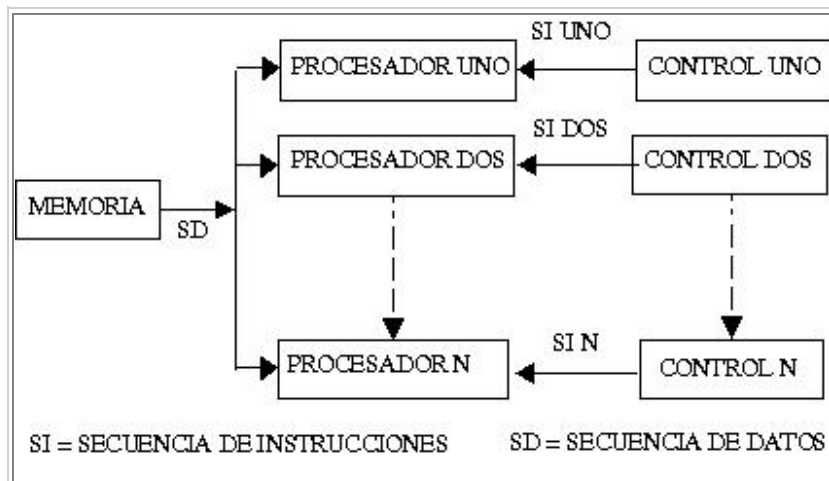 SI UNO
PROCESADOR UNO
CONTROL UNO
SI DOS
PROCESADOR DOS
CONTROL DOS
MEMORIA
SD
SI N
PROCESADOR N
CONTROL N
SI = SECUENCIA DE INSTRUCCIONES
SD = SECUENCIA DE DATOS